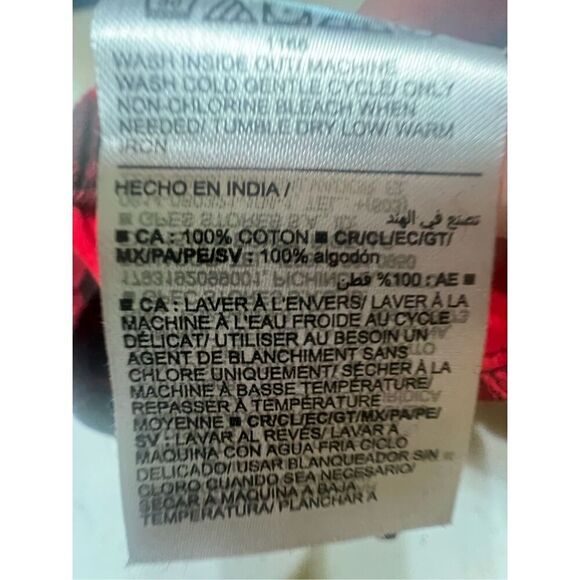 1166
WASH INSIDE OUT/ MACHINE
WASH COLD GENTLE CYCLE/ ONLY
NON-CHLORINE BLEACH WHEN
NEEDED/ TUMBLE DRY LOW/ WARM
IRON
HECHO EN INDIA /
تصنع في الهند
■ CA : 100% COTON ■ CR/CL/EC/GT/
MX/PA/PE/SV : 100% algodón
■ AE : 100% قطن
■ CA : LAVER À L'ENVERS/ LAVER À LA
MACHINE À L'EAU FROIDE AU CYCLE
DÉLICAT/ UTILISER AU BESOIN UN
AGENT DE BLANCHIMENT SANS
CHLORE UNIQUEMENT/ SÉCHER À LA
MACHINE À BASSE TEMPÉRATURE/
REPASSER À TEMPÉRATURE
MOYENNE ■ CR/CL/EC/GT/MX/PA/PE/
SV - LAVAR AL REVÉS/ LAVAR A
MAQUINA CON AGUA FRIA CICLO
DELICADO/ USAR BLANQUEADOR SIN
CLORO CUANDO SEA NECESARIO/
SECAR A MAQUINA A BAJA
TEMPERATURA/ PLANCHAR A